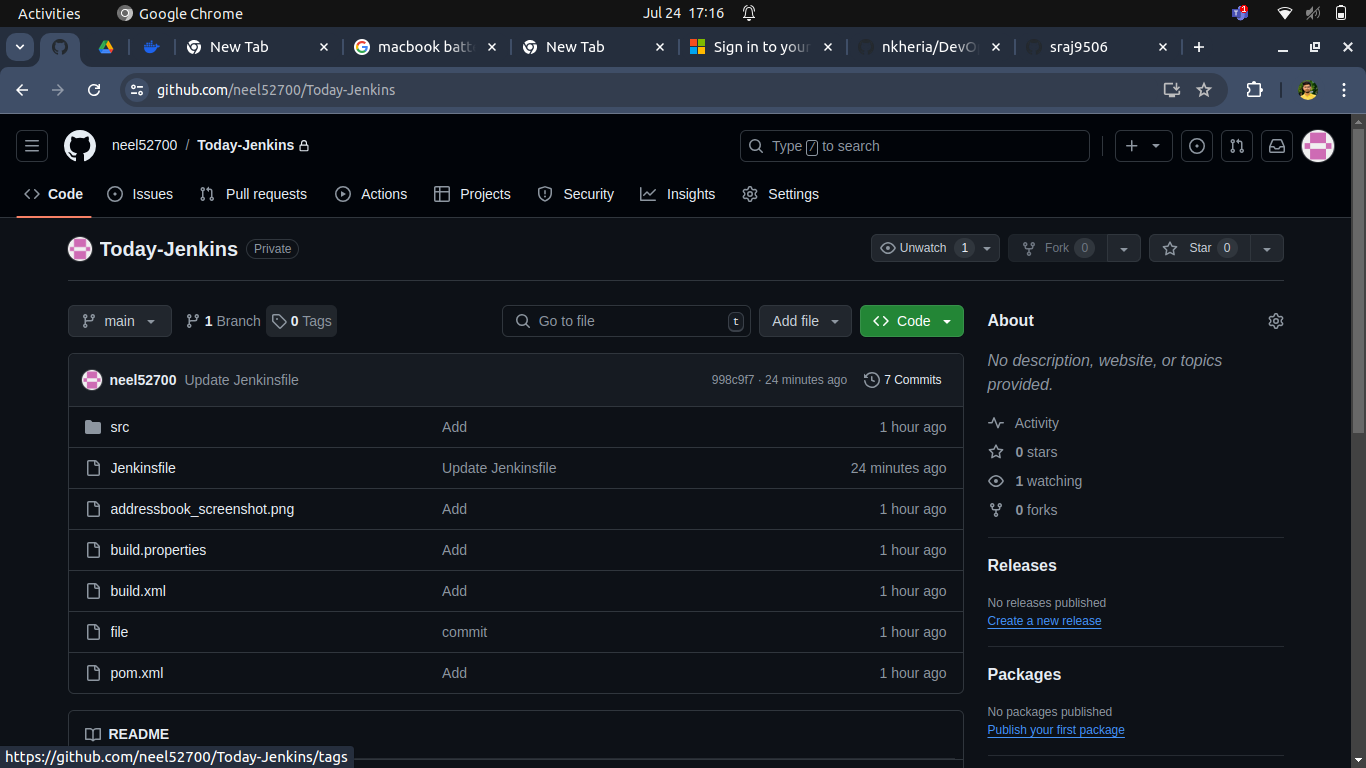 Activities
Google Chrome
Jul 24 17:16
1
New Tab
macbook batt
New Tab
Sign in to your
nkheria/DevO
sraj9506
github.com/neel52700/Today-Jenkins
neel52700 / Today-Jenkins
Type / to search
Code
Issues
Pull requests
Actions
Projects
Security
Insights
Settings
Today-Jenkins
Private
Unwatch 1
Fork 0
Star 0
main
1 Branch
0 Tags
Go to file
t
Add file
Code
neel52700 Update Jenkinsfile
998c9f7 · 24 minutes ago
7 Commits
src Add 1 hour ago
Jenkinsfile Update Jenkinsfile 24 minutes ago
addressbook_screenshot.png Add 1 hour ago
build.properties Add 1 hour ago
build.xml Add 1 hour ago
file commit 1 hour ago
pom.xml Add 1 hour ago
README
About
No description, website, or topics
provided.
Activity
0 stars
1 watching
0 forks
Releases
No releases published
Create a new release
Packages
No packages published
Publish your first package
https://github.com/neel52700/Today-Jenkins/tags